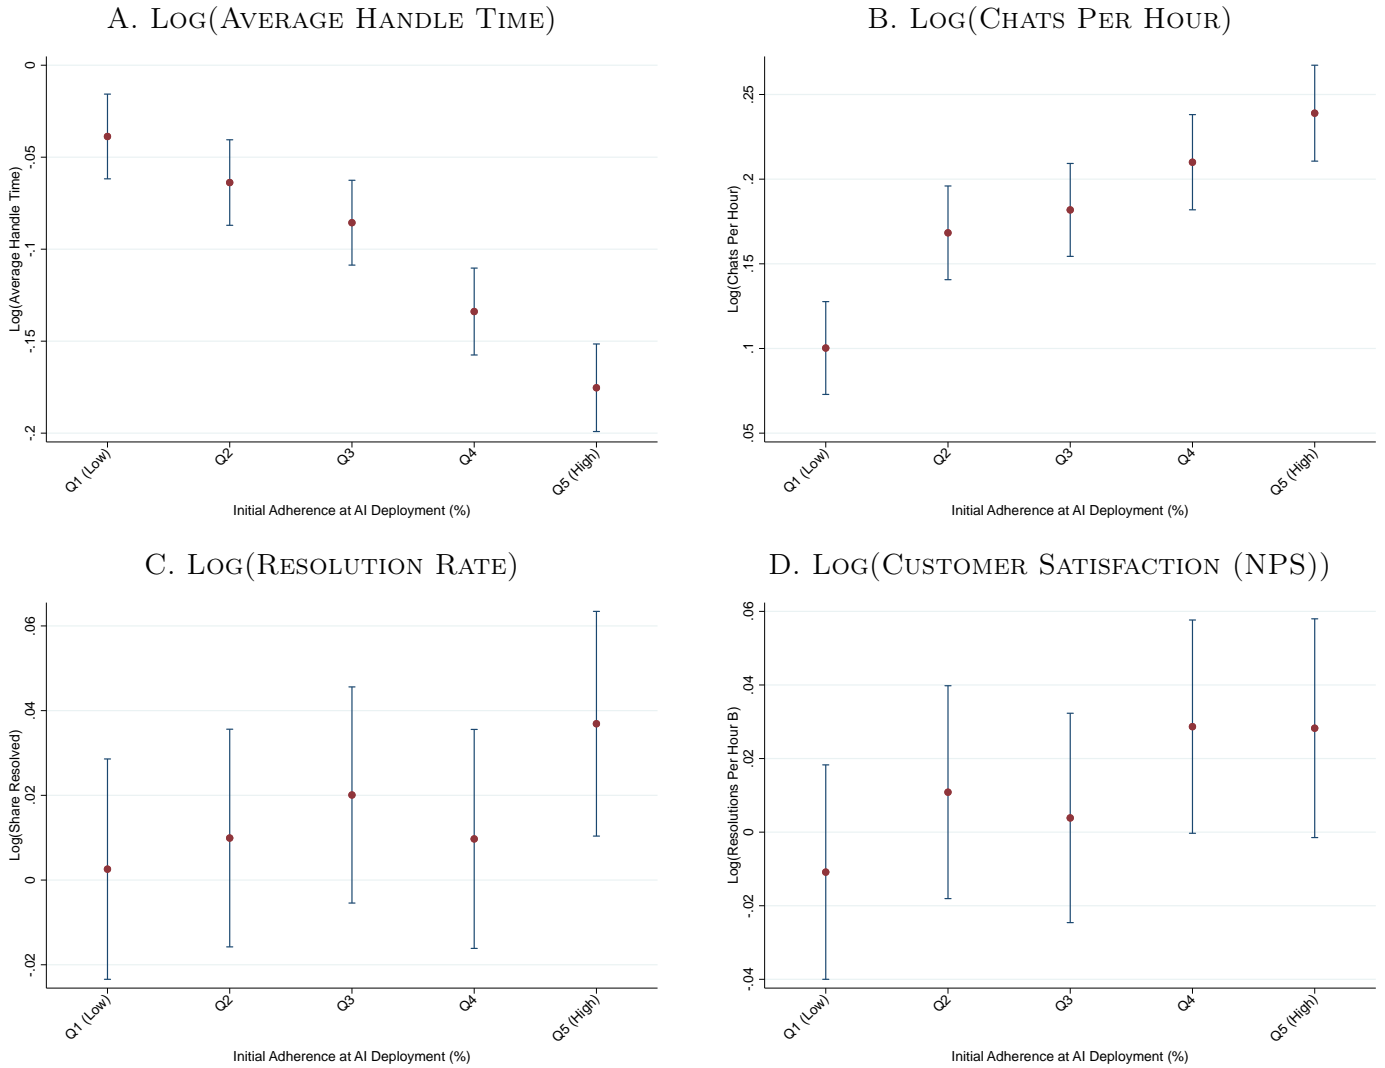 A. Log(Average Handle Time)
0
-.05
-.1
-.15
-.2
Log(Average Handle Time)
Q1 (Low)
Q2
Q3
Q4
Q5 (High)
Initial Adherence at AI Deployment (%)
B. Log(Chats Per Hour)
.25
.2
.15
.1
.05
Log(Chats Per Hour)
Q1 (Low)
Q2
Q3
Q4
Q5 (High)
Initial Adherence at AI Deployment (%)
C. Log(Resolution Rate)
.06
.04
.02
0
-.02
Log(Share Resolved)
Q1 (Low)
Q2
Q3
Q4
Q5 (High)
Initial Adherence at AI Deployment (%)
D. Log(Customer Satisfaction (NPS))
.06
.04
.02
0
-.02
-.04
Log(Resolutions Per Hour B)
Q1 (Low)
Q2
Q3
Q4
Q5 (High)
Initial Adherence at AI Deployment (%)